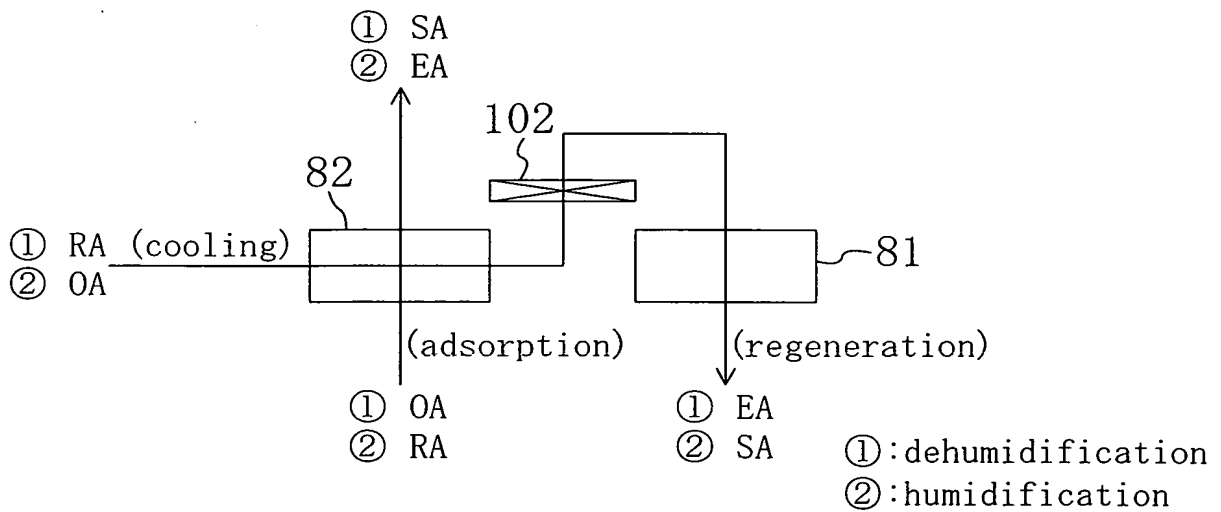 ① SA
② EA
102
82
① RA (cooling)
② OA
81
(adsorption)
(regeneration)
① OA
② RA
① EA
② SA
①:dehumidification
②:humidification